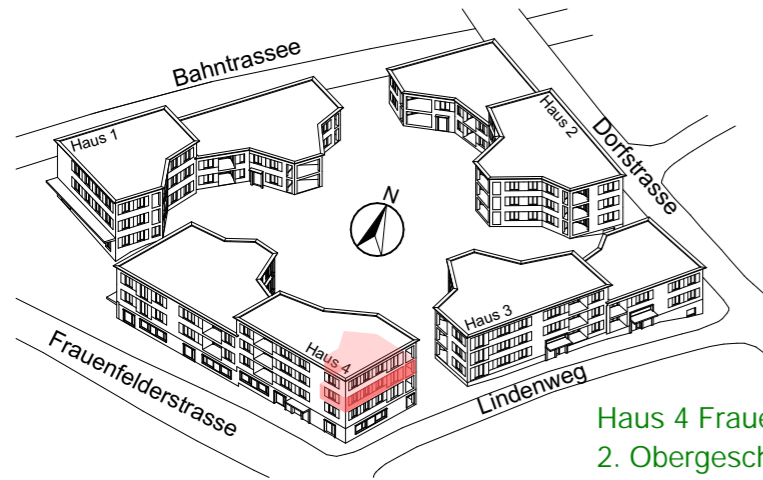 Bahntrassee
Haus 1
Haus 2
Dorfstrasse
N
Haus 3
Haus 4
Frauenfelderstrasse
Lindenweg
Haus 4 Fraue
2. Obergesch